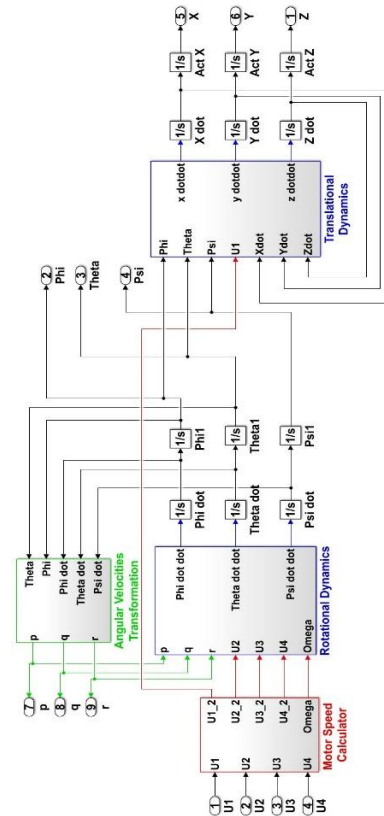 7
p
8
q
9
r
p
q
r
Theta
Phi
Phi dot
Theta dot
Psi dot
Angular Velocities
Transformation
2
Phi
3
Theta
4
Psi
1
U1
2
U2
3
U3
4
U4
U1
U2
U3
U4
U1_2
U2_2
U3_2
U4_2
Omega
Motor Speed
Calculator
p
q
r
U2
U3
U4
Omega
Phi dot dot
Theta dot dot
Psi dot dot
Rotational Dynamics
1/s
Phi dot
1/s
Theta dot
1/s
Psi dot
1/s
Phi1
1/s
Theta1
1/s
Psi1
Phi
Theta
Psi
U1
Xdot
Ydot
Zdot
x dotdot
y dotdot
z dotdot
Translational
Dynamics
1/s
X dot
1/s
Y dot
1/s
Z dot
1/s
Act X
1/s
Act Y
1/s
Act Z
5
X
6
Y
1
Z